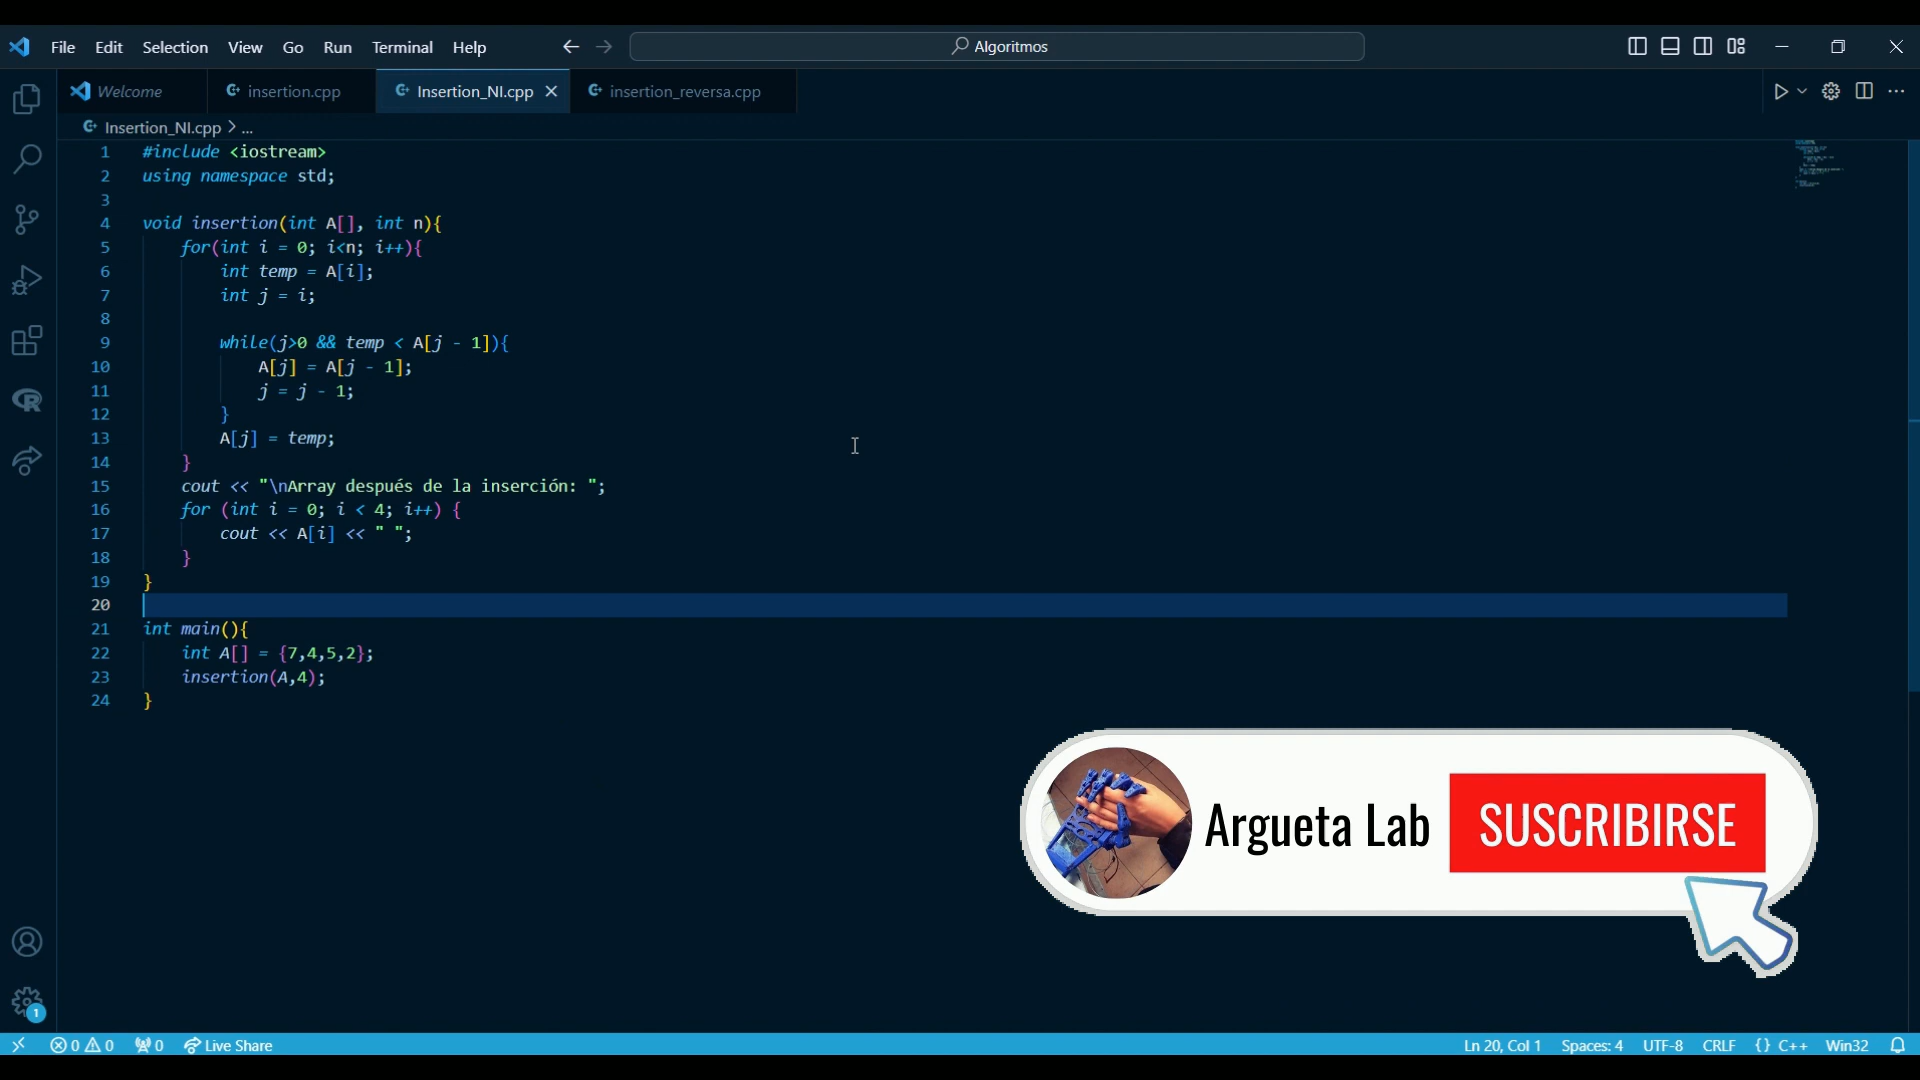 File Edit Selection View Go Run Terminal Help
Algoritmos
Welcome insertion.cpp Insertion_NI.cpp insertion_reversa.cpp
Insertion_NI.cpp > ...
1 #include <iostream>
2 using namespace std;
3
4 void insertion(int A[], int n){
5 for(int i = 0; i<n; i++){
6 int temp = A[i];
7 int j = i;
8
9 while(j>0 && temp < A[j - 1]){
10 A[j] = A[j - 1];
11 j = j - 1;
12 }
13 A[j] = temp;
14 }
15 cout << "\nArray después de la inserción: ";
16 for (int i = 0; i < 4; i++) {
17 cout << A[i] << " ";
18 }
19 }
20
21 int main(){
22 int A[] = {7,4,5,2};
23 insertion(A,4);
24 }
Argueta Lab SUSCRIBIRSE
1
0 0 0 Live Share Ln 20, Col 1 Spaces: 4 UTF-8 CRLF {} C++ Win32